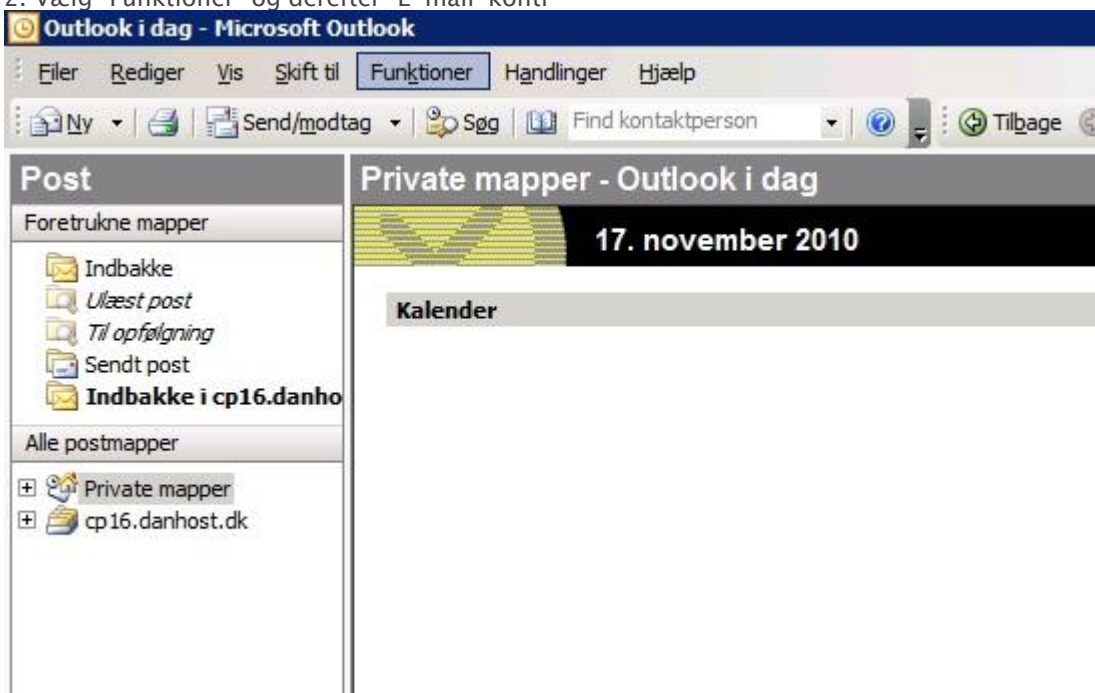 2. Vælg "Funktioner" og derefter "E-mail-konti"
Outlook i dag - Microsoft Outlook
Filer Rediger Vis Skift til Funktioner Handlinger Hjælp
Ny Send/modtag Søg Find kontaktperson Tilbage
Post
Private mapper - Outlook i dag
Foretrukne mapper
17. november 2010
Indbakke
Ulæst post
Til opfølgning
Sendt post
Indbakke i cp16.danho
Kalender
Alle postmapper
Private mapper
cp16.danhost.dk